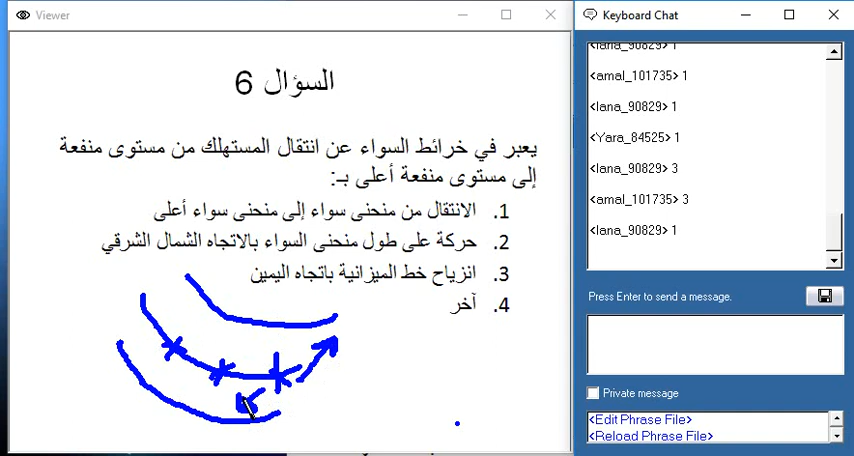 Viewer
السؤال 6
يعبر في خرائط السواء عن انتقال المستهلك من مستوى منفعة
إلى مستوى منفعة أعلى بـ:
1. الانتقال من منحنى سواء إلى منحنى سواء أعلى
2. حركة على طول منحنى السواء بالاتجاه الشمال الشرقي
3. انزياح خط الميزانية باتجاه اليمين
4. آخر
Keyboard Chat
<lana_90829> 1
<amal_101735> 1
<lana_90829> 1
<Yara_84525> 1
<lana_90829> 3
<amal_101735> 3
<lana_90829> 1
Press Enter to send a message.
Private message
<Edit Phrase File>
<Reload Phrase File>